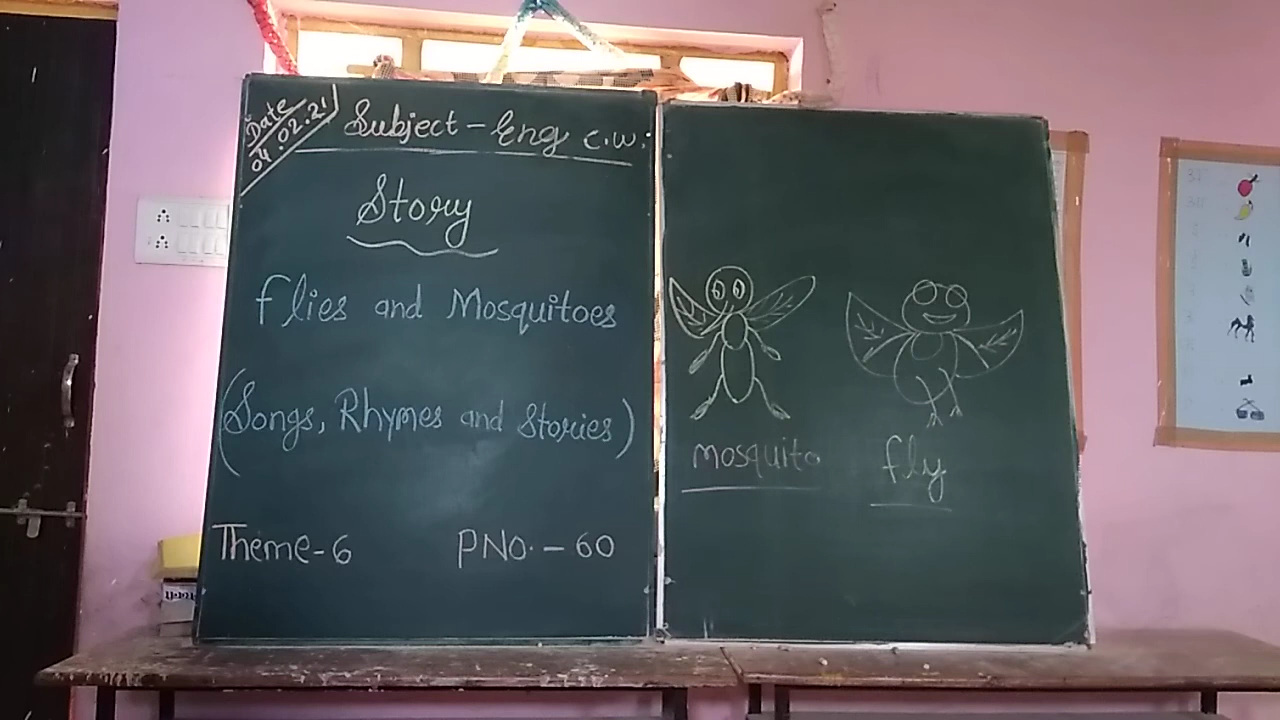 Date
04.02.21
Subject - Eng C.W:
Story
Flies and Mosquitoes
(Songs, Rhymes and Stories)
Theme-6 PNO.- 60
mosquito
fly